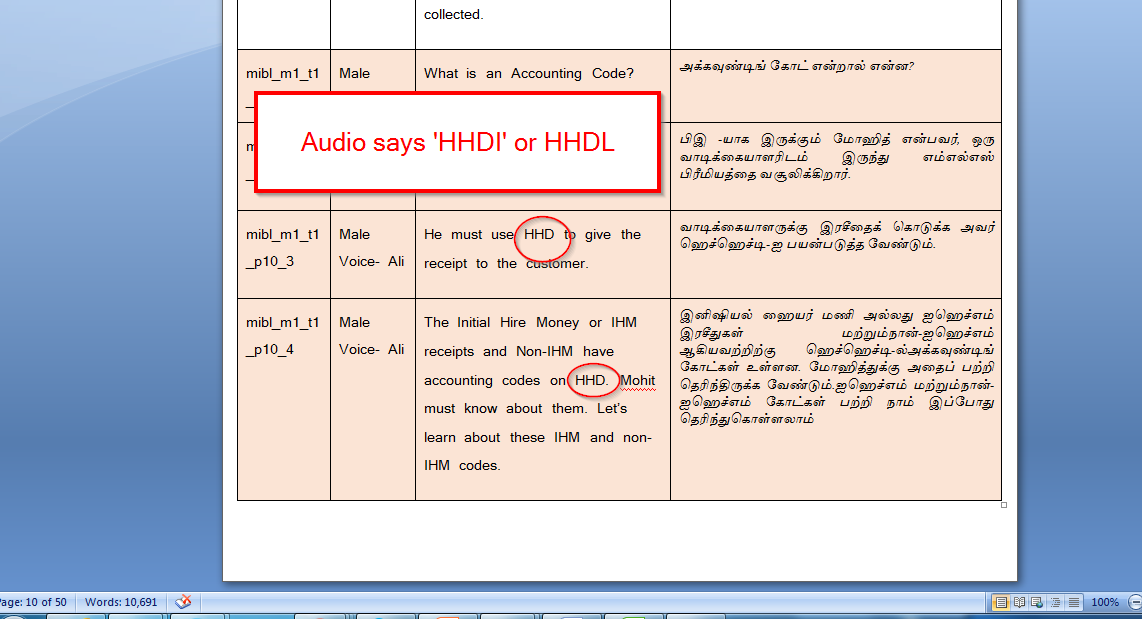 collected.
mibl_m1_t1
Male
What is an Accounting Code?
அக்கவுண்டிங் கோட் என்றால் என்ன?
Audio says 'HHDI' or HHDL
பிஇ -யாக இருக்கும் மோஹித் என்பவர், ஒரு
வாடிக்கையாளரிடம் இருந்து எம்எல்எஸ்
பிரீமியத்தை வசூலிக்கிறார்.
mibl_m1_t1
_p10_3
Male
Voice- Ali
He must use HHD to give the
receipt to the customer.
வாடிக்கையாளருக்கு இரசீதைக் கொடுக்க அவர்
ஹெச்ஹெச்டி-ஐ பயன்படுத்த வேண்டும்.
mibl_m1_t1
_p10_4
Male
Voice- Ali
The Initial Hire Money or IHM
receipts and Non-IHM have
accounting codes on HHD. Mohit
must know about them. Let's
learn about these IHM and non-
IHM codes.
இனிஷியல் ஹையர் மணி அல்லது ஐஹெச்எம்
இரசீதுகள் மற்றும்நான்-ஐஹெச்எம்
ஆகியவற்றிற்கு ஹெச்ஹெச்டி-ல்அக்கவுண்டிங்
கோட்கள் உள்ளன. மோஹித்துக்கு அதைப் பற்றி
தெரிந்திருக்க வேண்டும்.ஐஹெச்எம் மற்றும்நான்-
ஐஹெச்எம் கோட்கள் பற்றி நாம் இப்போது
தெரிந்துகொள்ளலாம்
Page: 10 of 50
Words: 10,691
100%